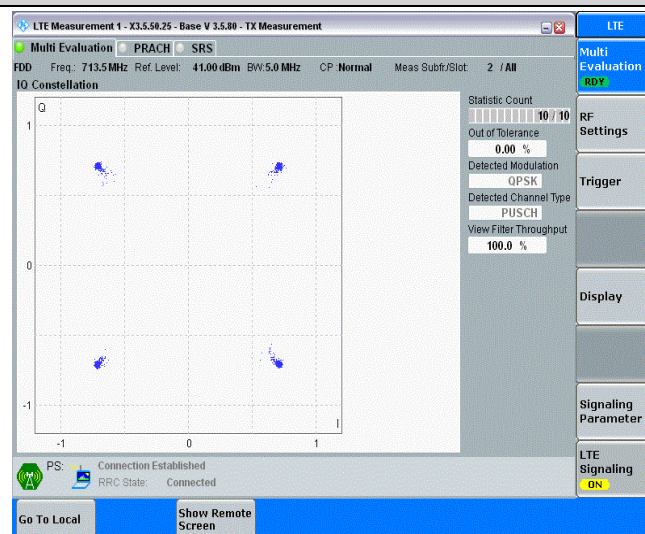 LTE Measurement 1 - X3.5.50.25 - Base V 3.5.80 - TX Measurement
LTE
Multi Evaluation PRACH SRS
Multi
Evaluation
RDY
FDD Freq.: 713.5 MHz Ref. Level: 41.00 dBm BW:5.0 MHz CP :Normal Meas Subfr./Slot: 2 / All
IQ Constellation
Q
1
0
-1
-1
0
1
I
Statistic Count
10 / 10
Out of Tolerance
0.00 %
Detected Modulation
QPSK
Detected Channel Type
PUSCH
View Filter Throughput
100.0 %
RF
Settings
Trigger
Display
Signaling
Parameter
LTE
Signaling
ON
PS: Connection Established
RRC State: Connected
Go To Local
Show Remote
Screen